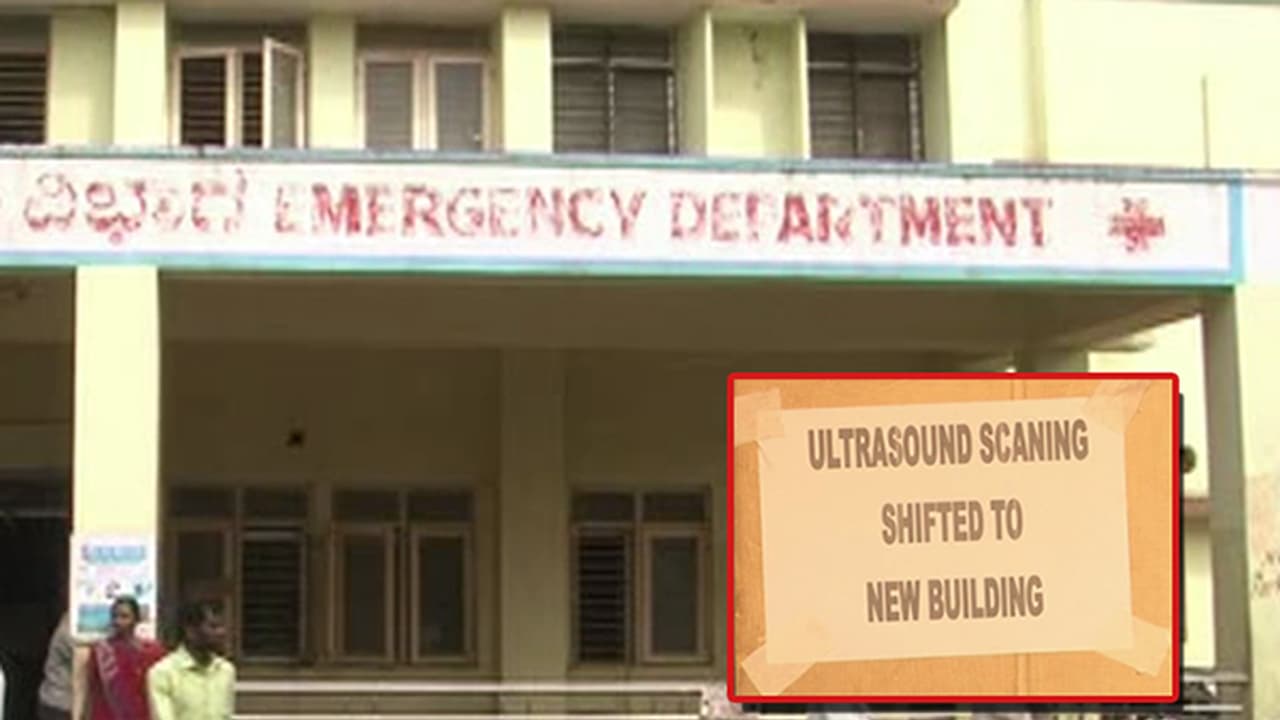 ವಿಭಾಗ EMERGENCY DEPARTMENT
ULTRASOUND SCANING
SHIFTED TO
NEW BUILDING